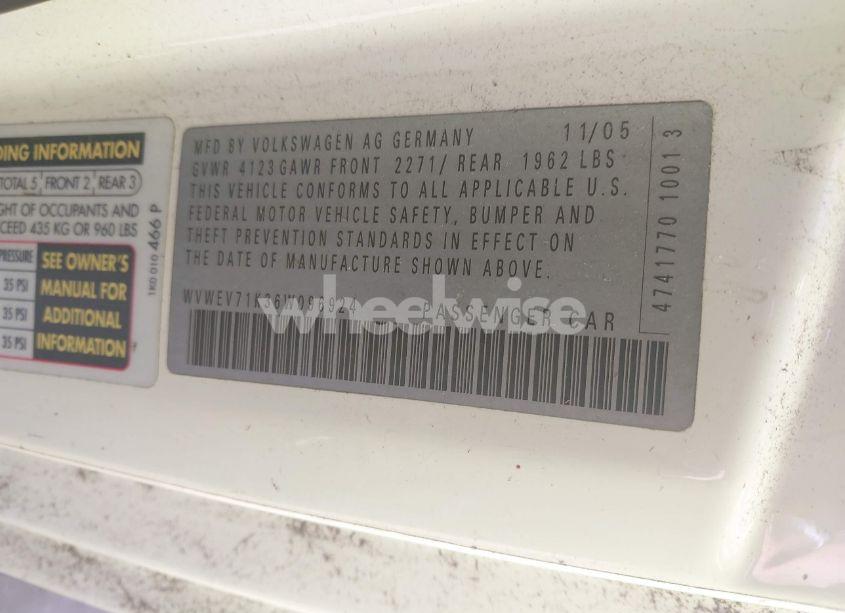 DING INFORMATION
TOTAL 5 FRONT 2 REAR 3
GHT OF OCCUPANTS AND
CEED 435 KG OR 960 LBS
PRESSURE
35 PSI
35 PSI
35 PSI
SEE OWNER'S
MANUAL FOR
ADDITIONAL
INFORMATION
1K0 010 466 P
MFD BY VOLKSWAGEN AG GERMANY 11/05
GVWR 4123 GAWR FRONT 2271/ REAR 1962 LBS
THIS VEHICLE CONFORMS TO ALL APPLICABLE U.S.
FEDERAL MOTOR VEHICLE SAFETY, BUMPER AND
THEFT PREVENTION STANDARDS IN EFFECT ON
THE DATE OF MANUFACTURE SHOWN ABOVE.
WVWEV71K36W096924 PASSENGER CAR
4741770 1001 3
wheelwise